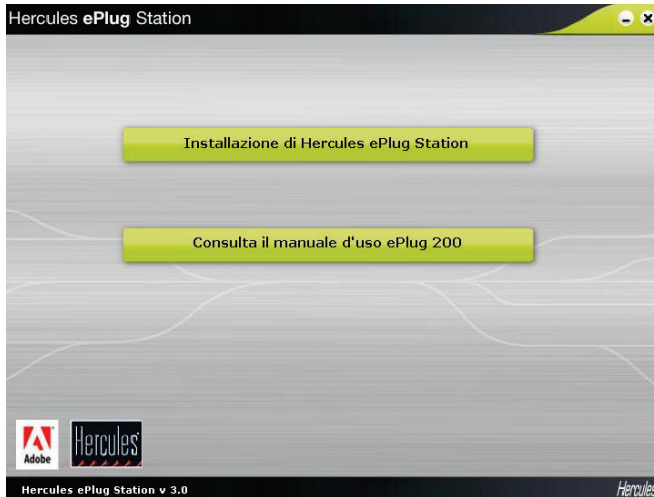 Hercules ePlug Station
Installazione di Hercules ePlug Station
Consulta il manuale d'uso ePlug 200
Adobe
Hercules
Hercules ePlug Station v 3.0
Hercules